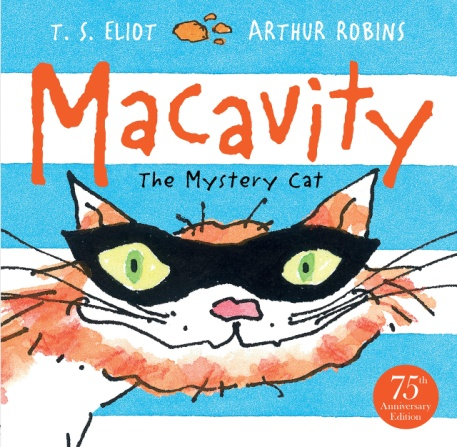 T. S. ELIOT ARTHUR ROBINS
Macavity
The Mystery Cat
75th
Anniversary
Edition